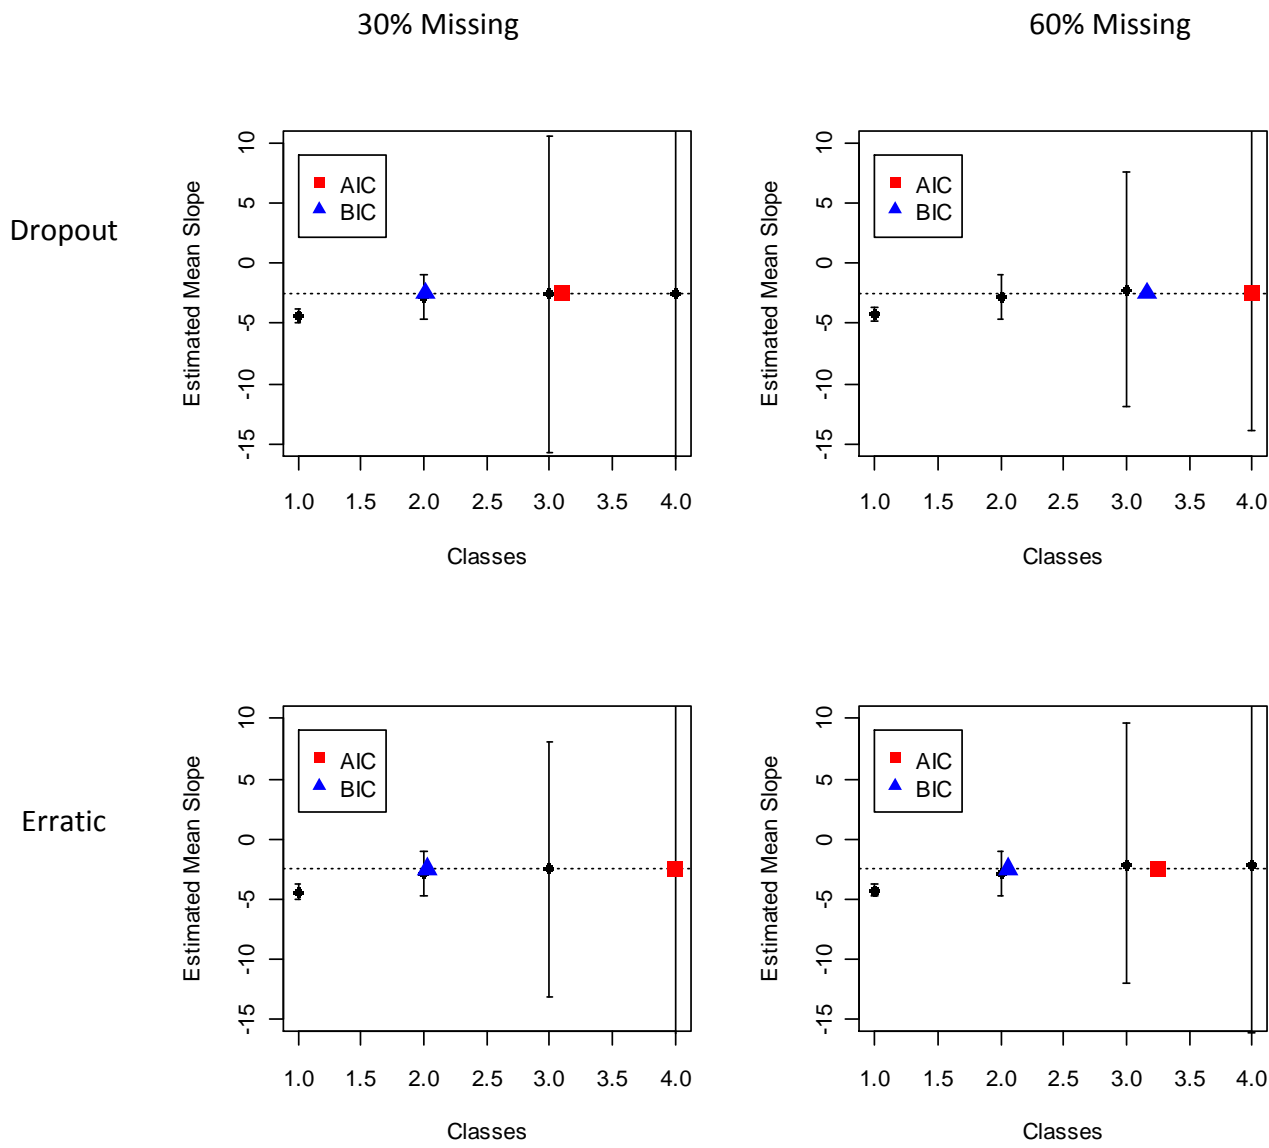 30% Missing
60% Missing
Dropout
Estimated Mean Slope
10
5
0
-5
-10
-15
AIC
BIC
1.0 1.5 2.0 2.5 3.0 3.5 4.0
Classes
Estimated Mean Slope
10
5
0
-5
-10
-15
AIC
BIC
1.0 1.5 2.0 2.5 3.0 3.5 4.0
Classes
Erratic
Estimated Mean Slope
10
5
0
-5
-10
-15
AIC
BIC
1.0 1.5 2.0 2.5 3.0 3.5 4.0
Classes
Estimated Mean Slope
10
5
0
-5
-10
-15
AIC
BIC
1.0 1.5 2.0 2.5 3.0 3.5 4.0
Classes